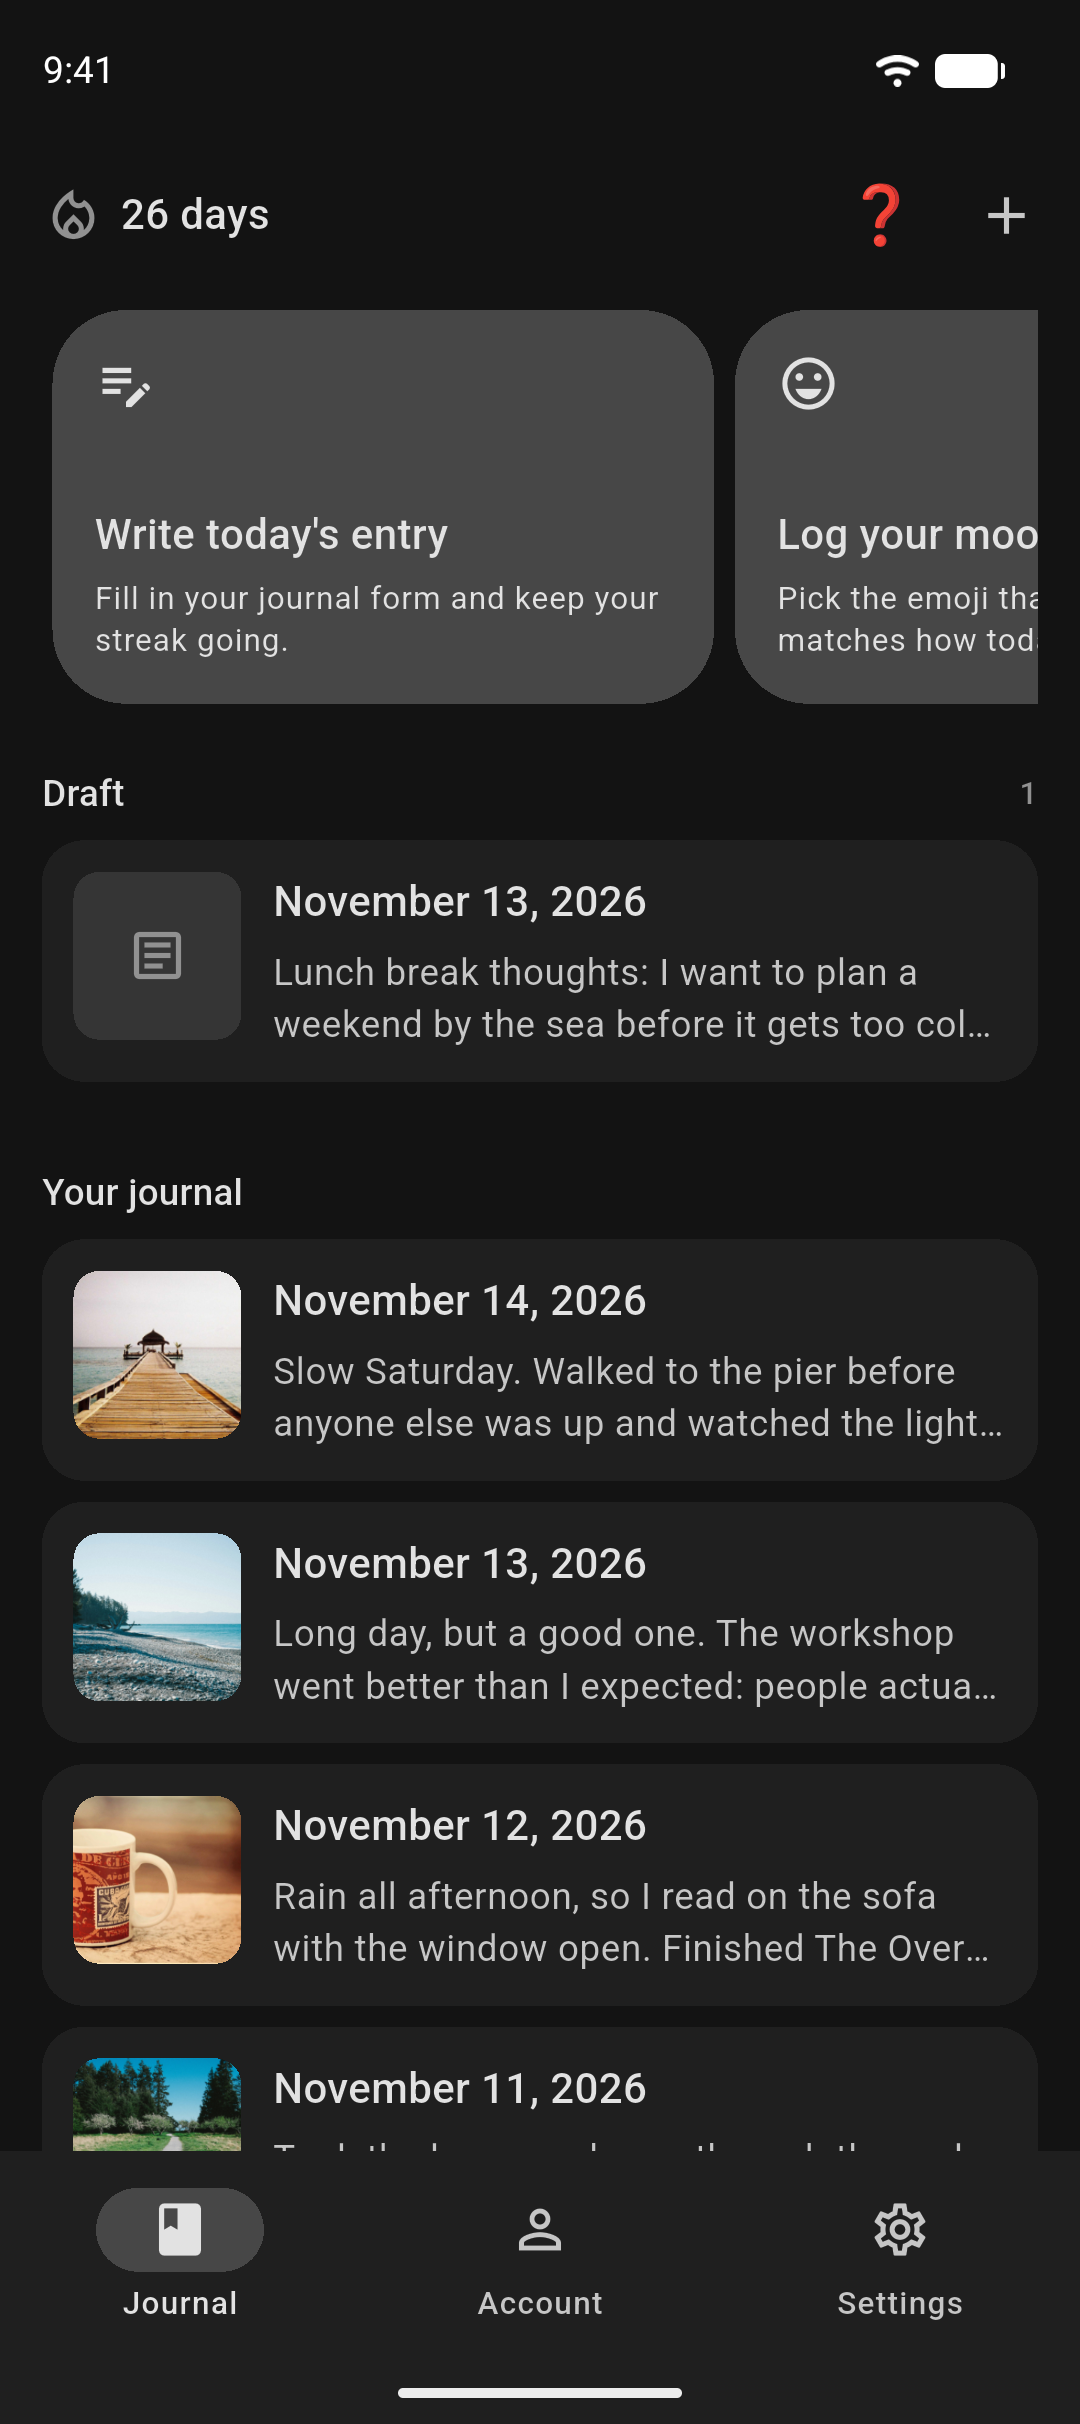 9:41
26 days
❓
Write today's entry
Fill in your journal form and keep your
streak going.
Log your moo
Pick the emoji tha
matches how toda
Draft
1
November 13, 2026
Lunch break thoughts: I want to plan a
weekend by the sea before it gets too col…
Your journal
November 14, 2026
Slow Saturday. Walked to the pier before
anyone else was up and watched the light…
November 13, 2026
Long day, but a good one. The workshop
went better than I expected: people actua…
November 12, 2026
Rain all afternoon, so I read on the sofa
with the window open. Finished The Over…
November 11, 2026
Journal
Account
Settings